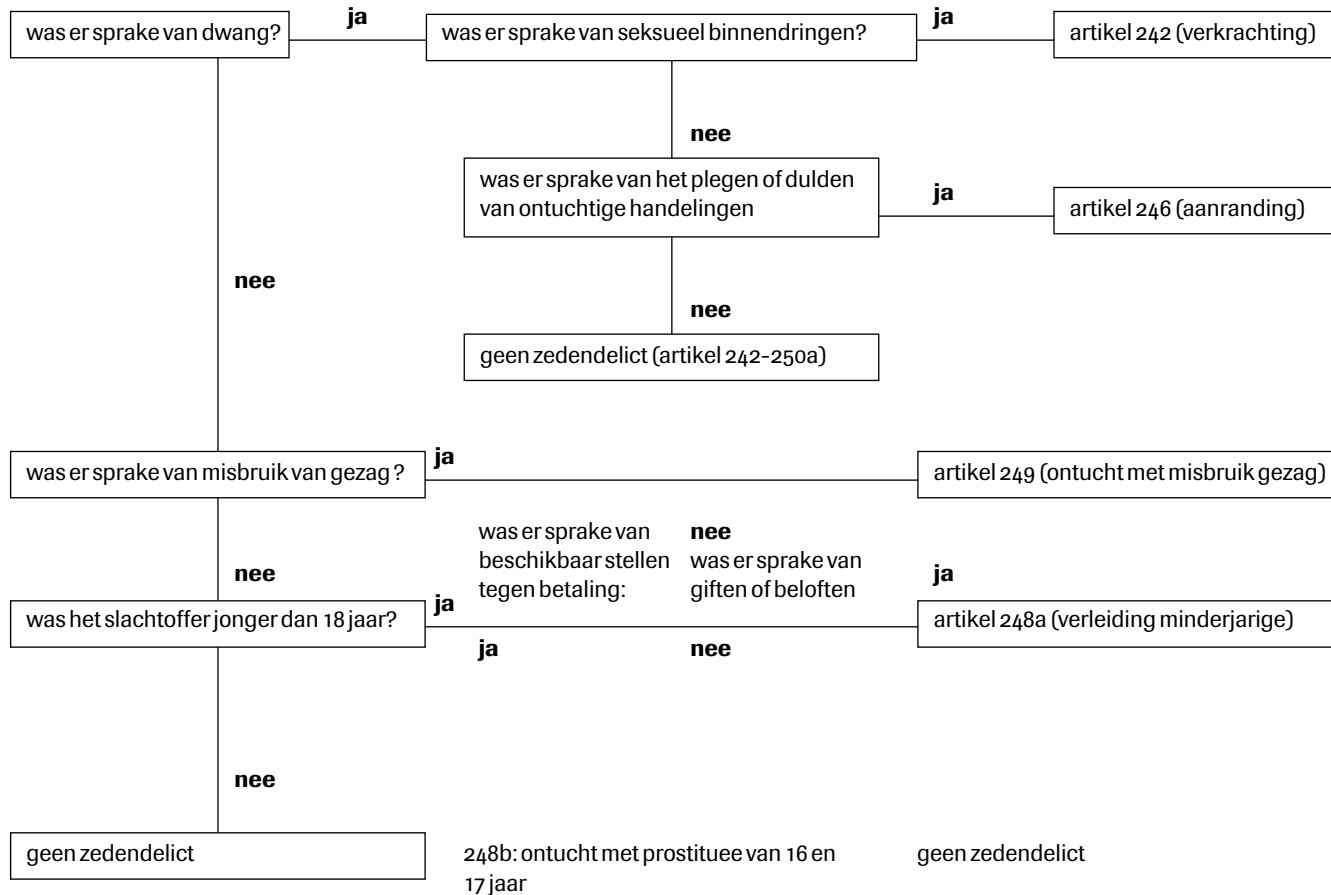 was er sprake van dwang?
ja
was er sprake van seksueel binnendringen?
ja
artikel 242 (verkrachting)
nee
was er sprake van het plegen of dulden
van ontuchtige handelingen
ja
artikel 246 (aanranding)
nee
nee
geen zedendelict (artikel 242-250a)
was er sprake van misbruik van gezag ?
ja
artikel 249 (ontucht met misbruik gezag)
nee
was er sprake van
beschikbaar stellen
tegen betaling:
nee
was er sprake van
giften of beloften
ja
was het slachtoffer jonger dan 18 jaar?
ja
artikel 248a (verleiding minderjarige)
ja
nee
nee
geen zedendelict
248b: ontucht met prostituee van 16 en
17 jaar
geen zedendelict